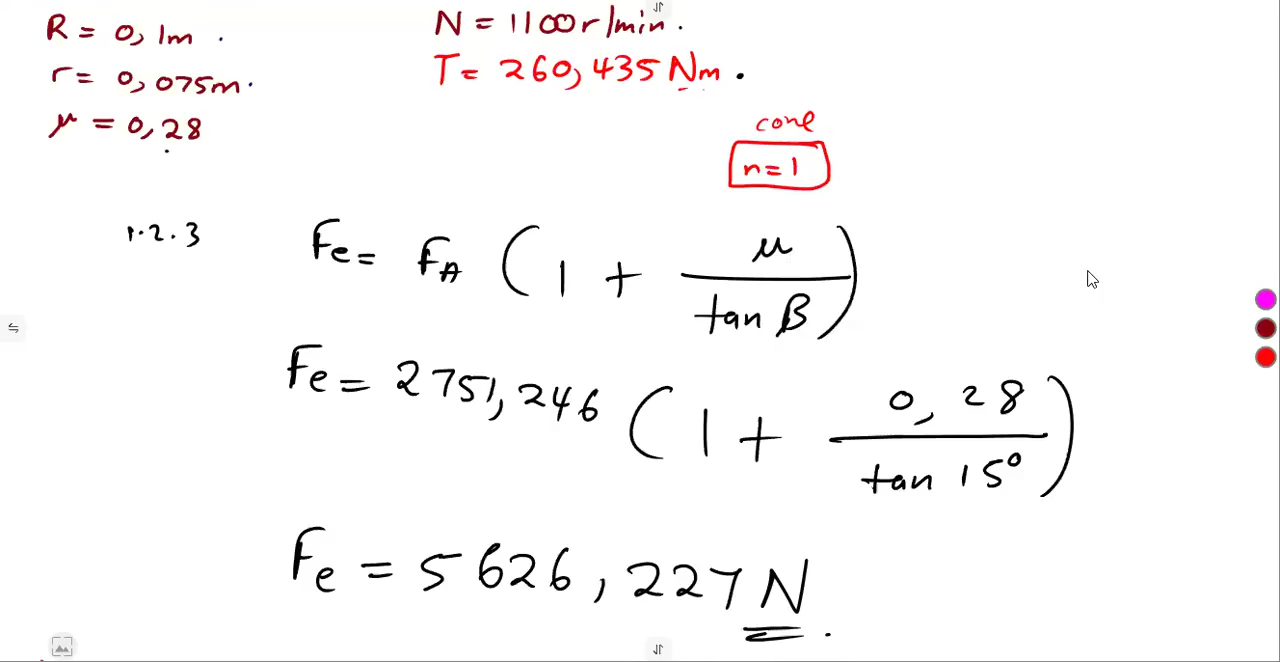 R = 0,1m .
N = 1100 r/min .
r = 0,075m .
T = 260,435 Nm .
μ = 0,28
cone
n = 1
1.2.3
Fe = FA ( 1 + μ / tan β )
Fe = 2751,246 ( 1 + 0,28 / tan 15° )
Fe = 5626,227 N .